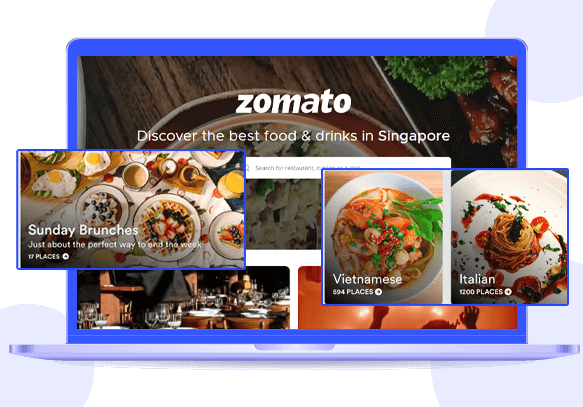 zomato
Discover the best food & drinks in Singapore
Search for restaurant,
Sunday Brunches
Just about the perfect way to end the week
17 PLACES
Vietnamese
594 PLACES
Italian
1200 PLACES